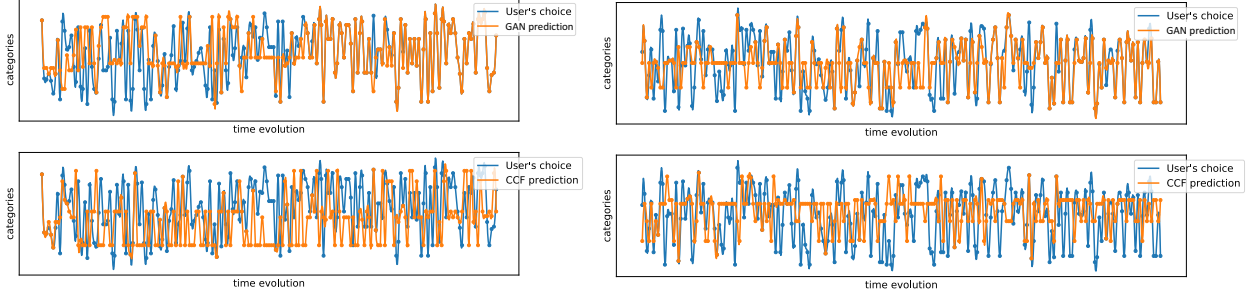 User's choice
GAN prediction
categories
time evolution
User's choice
GAN prediction
categories
time evolution
User's choice
CCF prediction
categories
time evolution
User's choice
CCF prediction
categories
time evolution